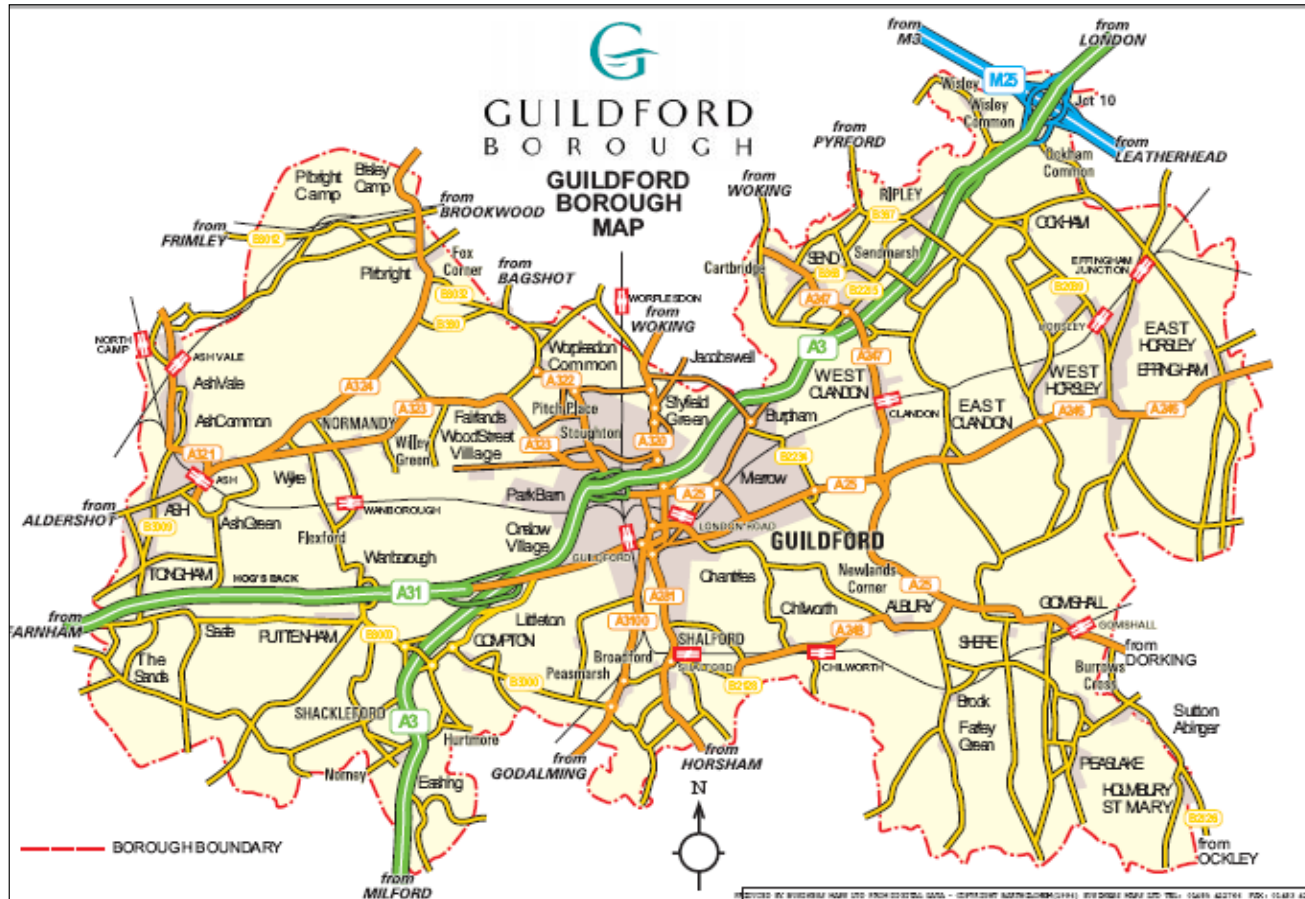 from
M3
from
LONDON
M25
Wisley
Wisley
Common
Jct 10
from
LEATHERHEAD
Ockham
Common
GUILDFORD
BOROUGH
GUILDFORD
BOROUGH
MAP
from
PYRFORD
from
WOKING
RIPLEY
B367
OCKHAM
SEND
Sendmarsh
B368
B2215
Cartbridge
A247
EFFINGHAM
JUNCTION
B2039
HORSLEY
EAST
HORSLEY
EFFINGHAM
WEST
HORSLEY
A246
A246
A3
A247
WEST
CLANDON
CLANDON
EAST
CLANDON
Pirbright
Camp
Bisley
Camp
from
BROOKWOOD
from
FRIMLEY
B3012
Fox
Corner
Pirbright
from
BAGSHOT
B3032
B380
WORPLESDON
from
WOKING
Jacobswell
NORTH
CAMP
ASH VALE
Ash Vale
Ash Common
A324
A323
NORMANDY
Willey
Green
Fairlands
Wood Street
Village
Worplesdon
Common
A322
Pitch Place
A323
Stoughton
Slyfield
Green
A320
Burpham
B2234
Merrow
A25
A25
A321
ASH
Wyke
WANBOROUGH
Park Barn
LONDON ROAD
from
ALDERSHOT
ASH
Ash Green
B3009
Flexford
Onslow
Village
GUILDFORD
GUILDFORD
Wanborough
TONGHAM
HOG'S BACK
A31
Chantries
Newlands
Corner
A25
from
FARNHAM
Seale
PUTTENHAM
B3000
Littleton
COMPTON
A3100
A281
Chilworth
ALBURY
A248
GOMSHALL
GOMSHALL
SHALFORD
SHALFORD
Broadford
CHILWORTH
SHERE
from
DORKING
The
Sands
Peasmarsh
B3000
B2128
Burrows
Cross
SHACKLEFORD
A3
Hurtmore
Brook
Farley
Green
Sutton
Abinger
Norney
Eashing
from
GODALMING
from
HORSHAM
PEASLAKE
HOLMBURY
ST MARY
N
B2126
from
OCKLEY
BOROUGH BOUNDARY
from
MILFORD